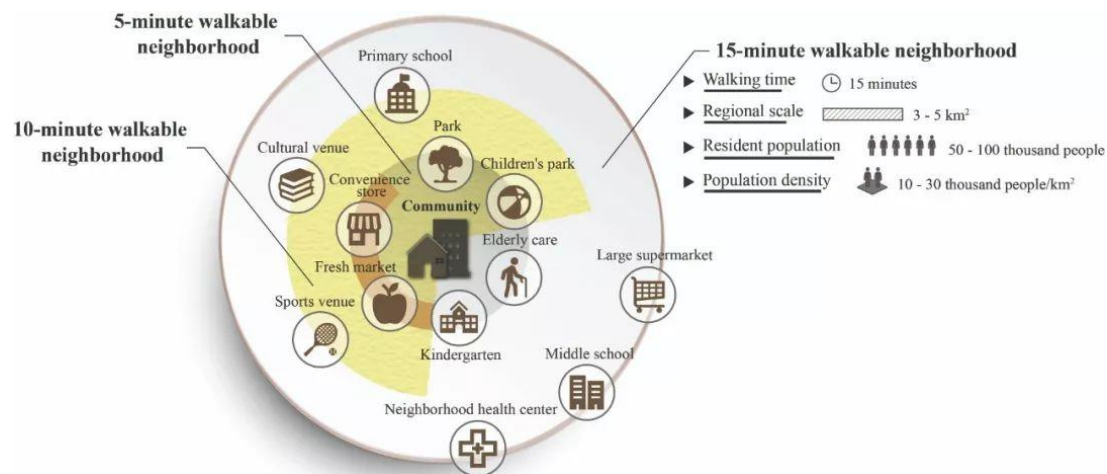 5-minute walkable
neighborhood
10-minute walkable
neighborhood
15-minute walkable neighborhood
Walking time
15 minutes
Regional scale
3 - 5 km²
Resident population
50 - 100 thousand people
Population density
10 - 30 thousand people/km²
Primary school
Park
Cultural venue
Children's park
Convenience
store
Community
Elderly care
Fresh market
Large supermarket
Sports venue
Kindergarten
Middle school
Neighborhood health center